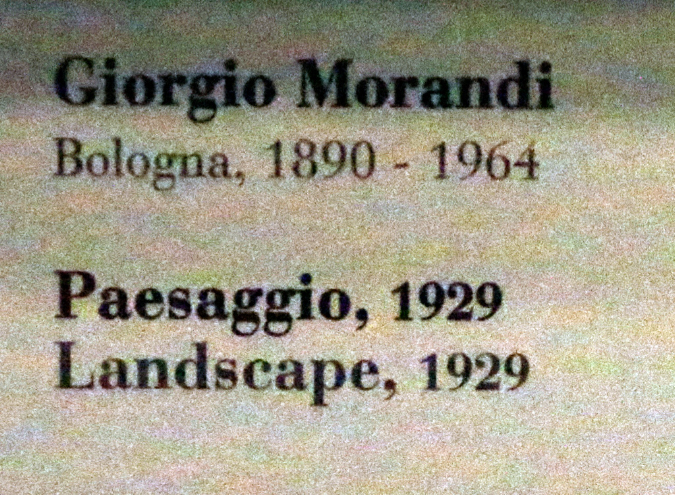 Giorgio Morandi
Bologna, 1890 - 1964
Paesaggio, 1929
Landscape, 1929